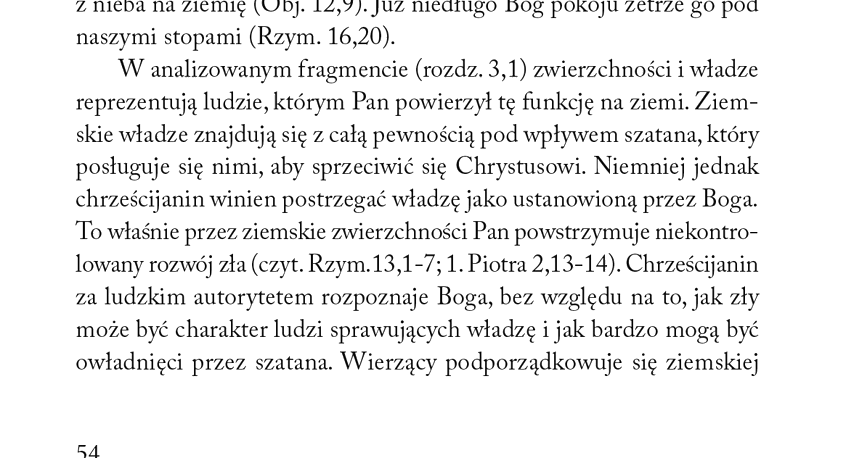 z nieba na ziemię (Obj. 12,9). Już niedługo Bóg pokoju zetrze go pod
naszymi stopami (Rzym. 16,20).
W analizowanym fragmencie (rozdz. 3,1) zwierzchności i władze
reprezentują ludzie, którym Pan powierzył tę funkcję na ziemi. Ziem-
skie władze znajdują się z całą pewnością pod wpływem szatana, który
posługuje się nimi, aby sprzeciwić się Chrystusowi. Niemniej jednak
chrześcijanin winien postrzegać władzę jako ustanowioną przez Boga.
To właśnie przez ziemskie zwierzchności Pan powstrzymuje niekontro-
lowany rozwój zła (czyt. Rzym.13,1-7; 1. Piotra 2,13-14). Chrześcijanin
za ludzkim autorytetem rozpoznaje Boga, bez względu na to, jak zły
może być charakter ludzi sprawujących władzę i jak bardzo mogą być
owładnięci przez szatana. Wierzący podporządkowuje się ziemskiej
54